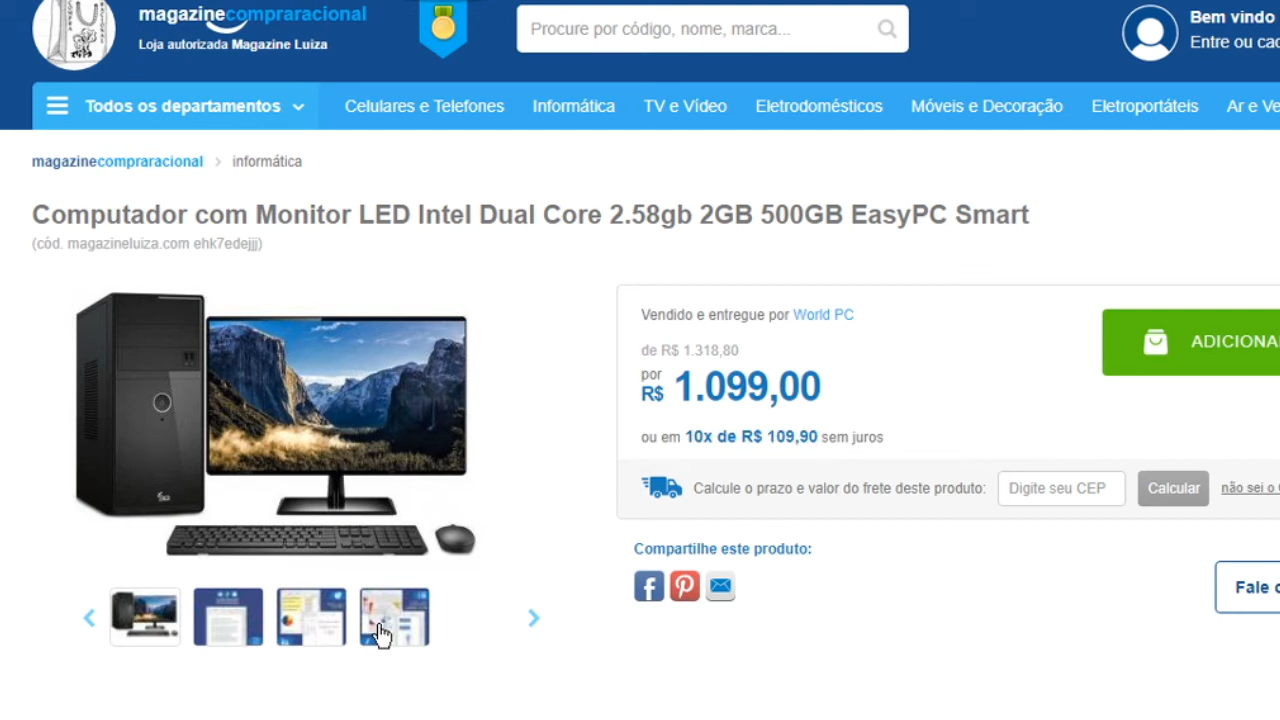 magazinecompraracional
Loja autorizada Magazine Luiza
Procure por código, nome, marca...
Bem vindo
Entre ou cad
Todos os departamentos
Celulares e Telefones
Informática
TV e Vídeo
Eletrodomésticos
Móveis e Decoração
Eletroportáteis
Ar e Ve
magazinecompraracional > informática
Computador com Monitor LED Intel Dual Core 2.58gb 2GB 500GB EasyPC Smart
(cód. magazineluiza.com ehk7edejjj)
Vendido e entregue por World PC
de R$ 1.318,80
por
R$ 1.099,00
ADICIONA
ou em 10x de R$ 109,90 sem juros
Calcule o prazo e valor do frete deste produto:
Digite seu CEP
Calcular
não sei o
Compartilhe este produto:
Fale